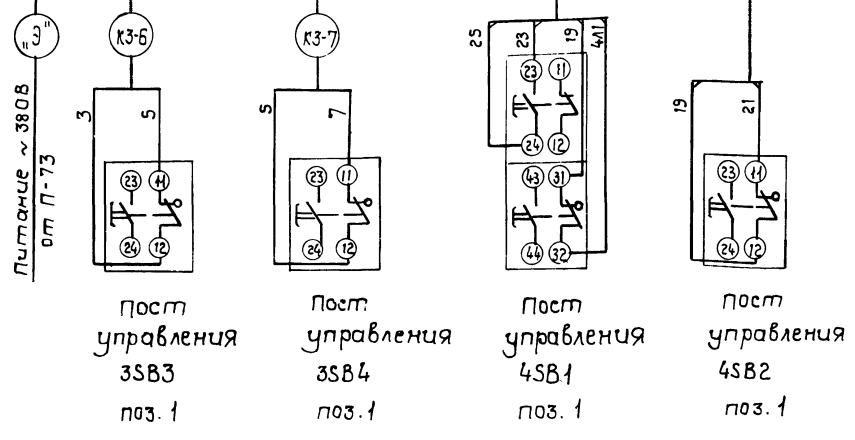 "Э"
К3-6
К3-7
Питание ~ 380В
от П-73
3
5
5
7
25
23
19
4Л1
19
21
23
11
24
12
23
11
24
12
23
11
24
12
43
31
44
32
23
11
24
12
Пост
управления
3SB3
поз. 1
Пост
управления
3SB4
поз. 1
Пост
управления
4SB1
поз. 1
Пост
управления
4SB2
поз. 1